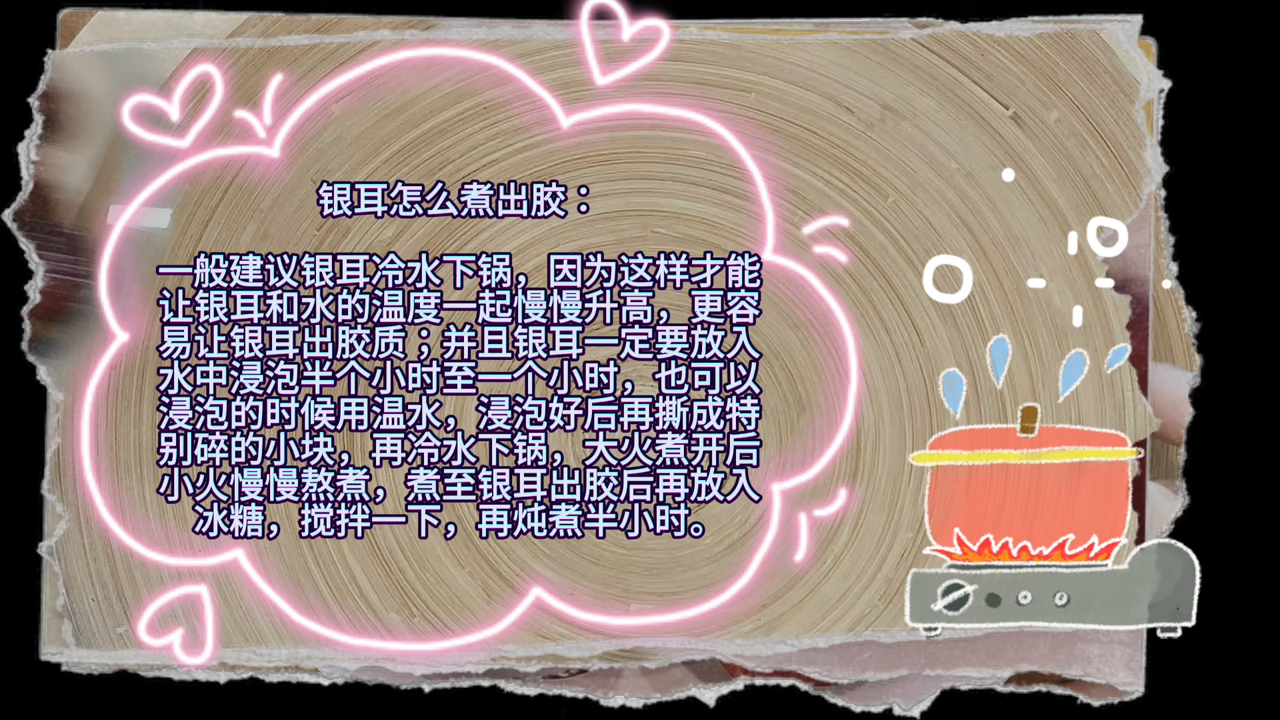 银耳怎么煮出胶：
一般建议银耳冷水下锅，因为这样才能
让银耳和水的温度一起慢慢升高，更容
易让银耳出胶质；并且银耳一定要放入
水中浸泡半个小时至一个小时，也可以
浸泡的时候用温水，浸泡好后再撕成特
别碎的小块，再冷水下锅，大火煮开后
小火慢慢熬煮，煮至银耳出胶后再放入
冰糖，搅拌一下，再炖煮半小时。